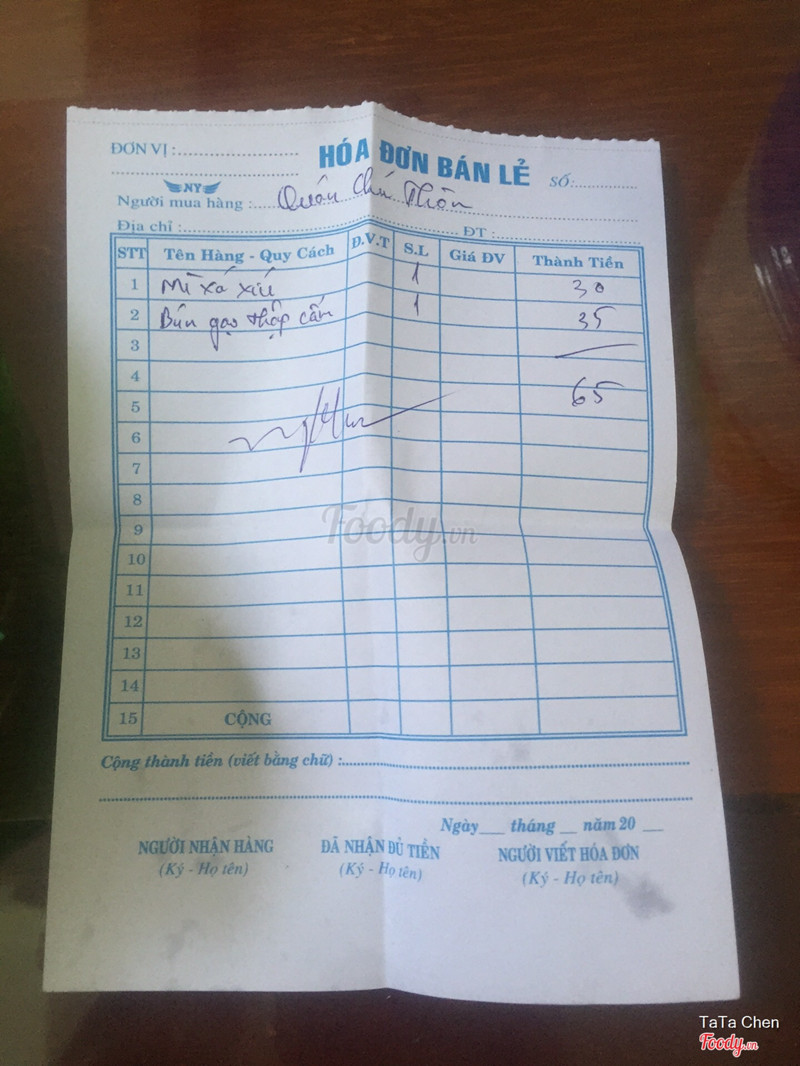 ĐƠN VỊ :
HÓA ĐƠN BÁN LẺ
SỐ:
NY
Người mua hàng : Quán Chú Thòn
Địa chỉ : ĐT :
STT Tên Hàng - Quy Cách Đ.V.T S.L Giá ĐV Thành Tiền
1 Mì xá xíu 1 30
2 Bún gạo thập cẩm 1 35
3
4
5 65
6
7
8
9
Foody.vn
10
11
12
13
14
15 CỘNG
Cộng thành tiền (viết bằng chữ) :
Ngày___ tháng __ năm 20 __
NGƯỜI NHẬN HÀNG ĐÃ NHẬN ĐỦ TIỀN NGƯỜI VIẾT HÓA ĐƠN
(Ký - Họ tên) (Ký - Họ tên) (Ký - Họ tên)
TaTa Chen
Foody.vn